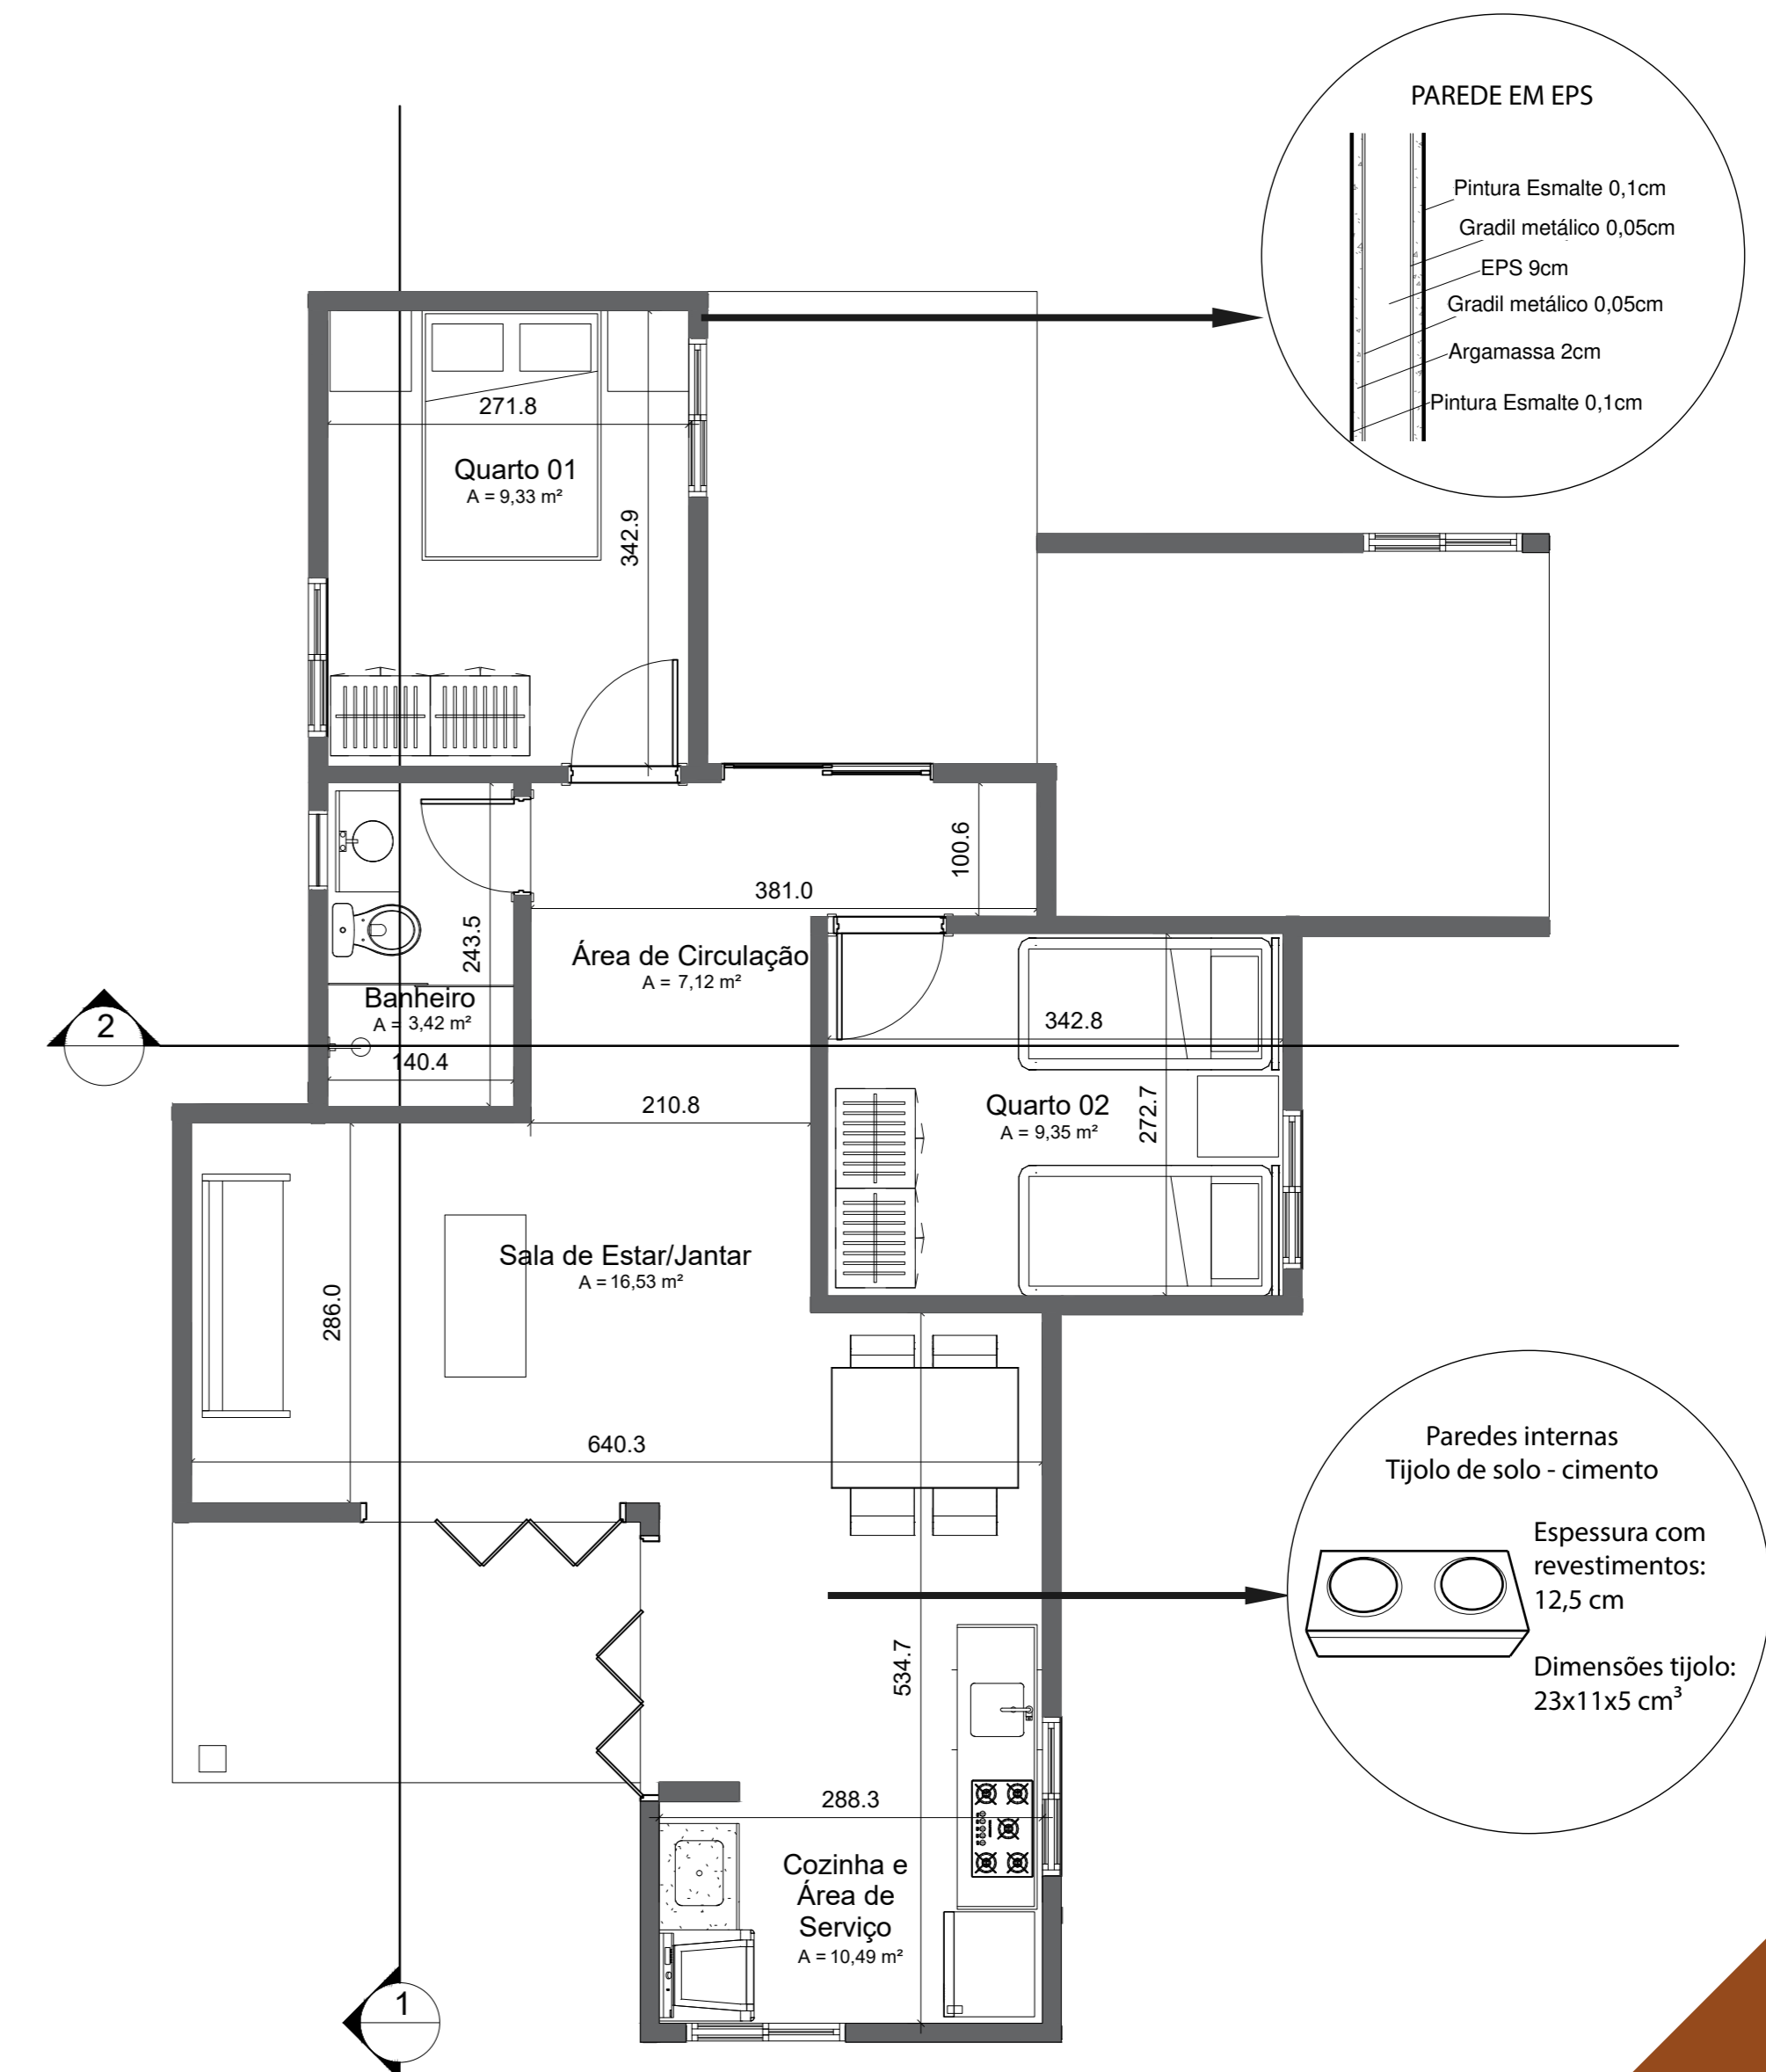 PAREDE EM EPS
Pintura Esmalte 0,1cm
Gradil metálico 0,05cm
EPS 9cm
Gradil metálico 0,05cm
Argamassa 2cm
Pintura Esmalte 0,1cm
271.8
Quarto 01
A = 9,33 m²
342.9
100.6
381.0
243.5
Área de Circulação
A = 7,12 m²
Banheiro
A = 3,42 m²
140.4
2
342.8
210.8
Quarto 02
A = 9,35 m²
272.7
Sala de Estar/Jantar
A = 16,53 m²
286.0
640.3
Paredes internas
Tijolo de solo - cimento
Espessura com
revestimentos:
12,5 cm
Dimensões tijolo:
23x11x5 cm³
534.7
288.3
Cozinha e
Área de
Serviço
A = 10,49 m²
1